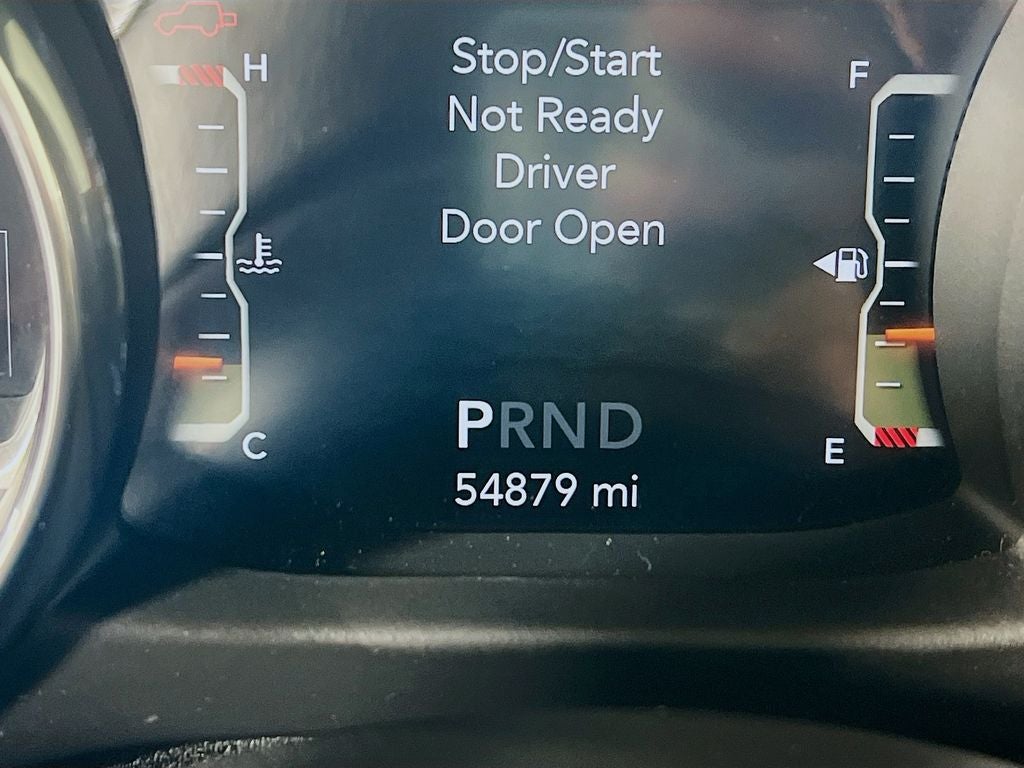 H
Stop/Start
F
Not Ready
Driver
Door Open
PRND
C
E
54879 mi